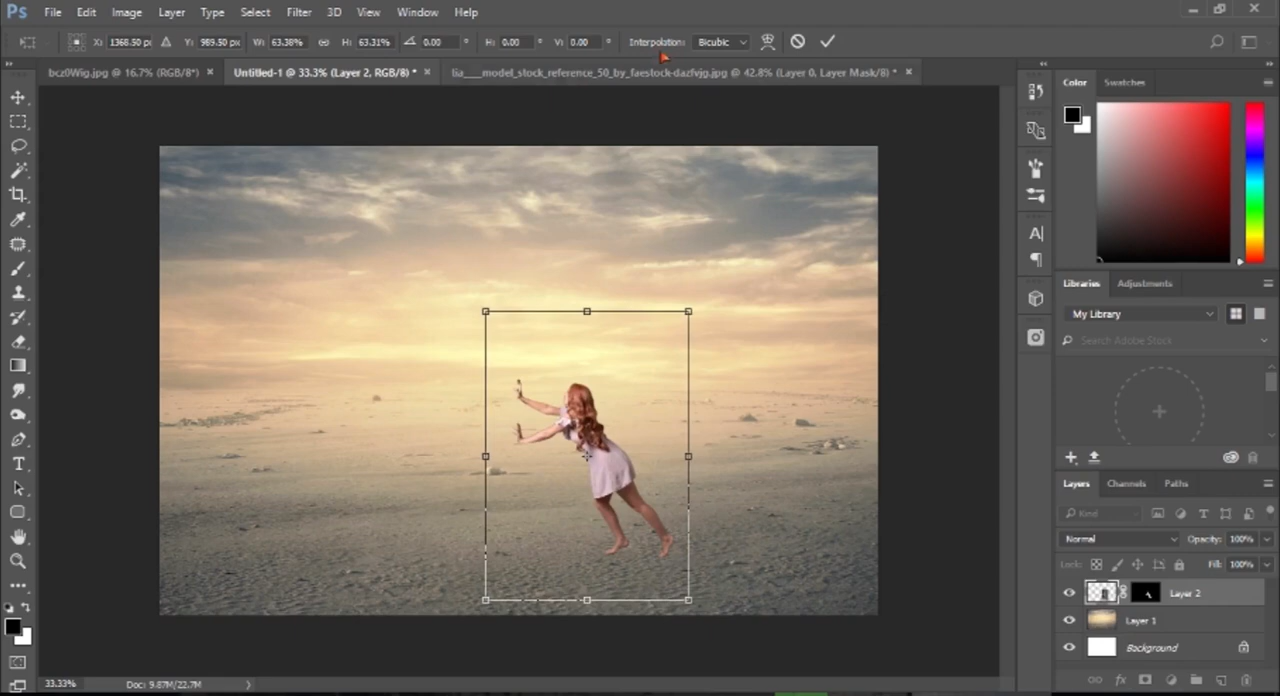 Ps File Edit Image Layer Type Select Filter 3D View Window Help
X: 1368.50 px Y: 989.50 px W: 63.38% H: 63.31% 0.00 ° H: 0.00 ° V: 0.00 ° Interpolation: Bicubic
bcz0Wig.jpg @ 16.7% (RGB/8*) × Untitled-1 @ 33.3% (Layer 2, RGB/8) * × lia___model_stock_reference_50_by_faestock-dazfvjg.jpg @ 42.8% (Layer 0, Layer Mask/8) * ×
Color Swatches
Libraries Adjustments
My Library
Search Adobe Stock
Layers Channels Paths
Kind
Normal Opacity: 100%
Lock: Fill: 100%
Layer 2
Layer 1
Background
33.33% Doc: 9.87M/22.7M